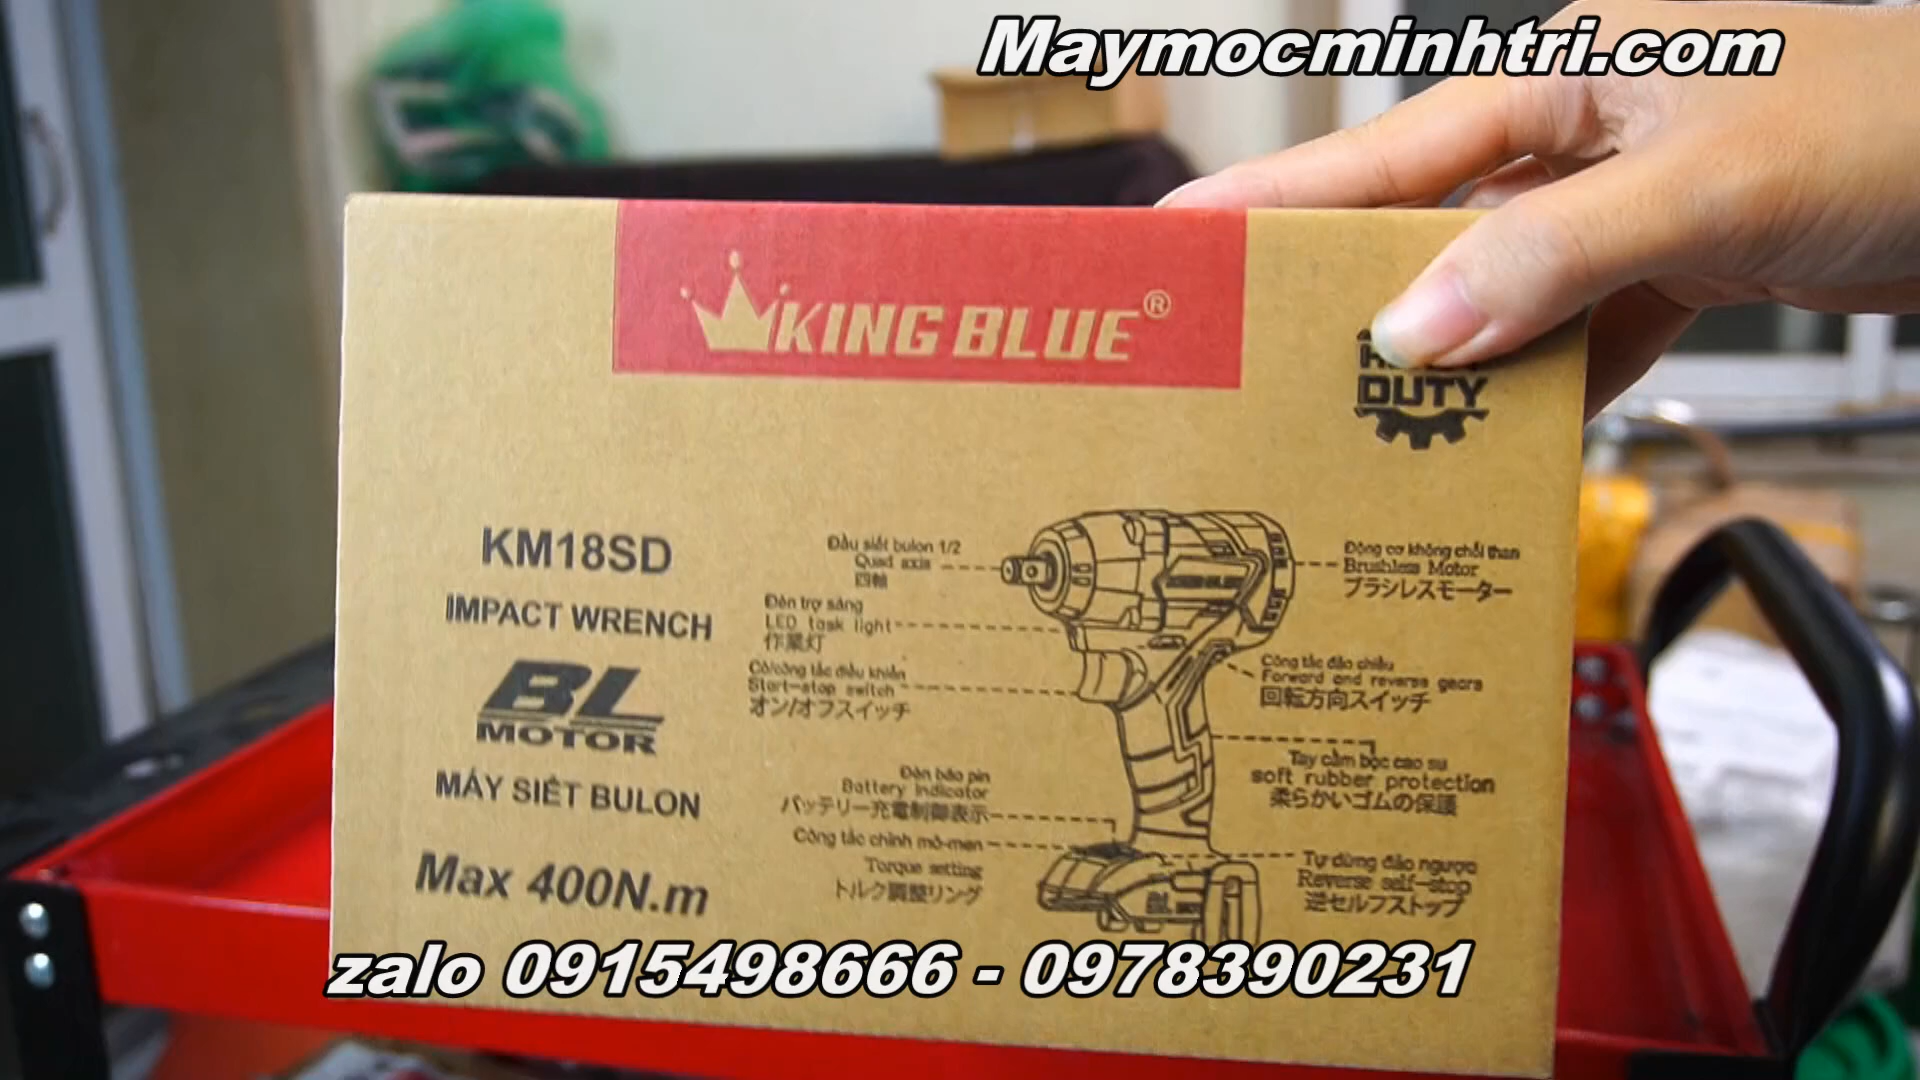 Maymocminhtri.com
KING BLUE®
DUTY
KM18SD
IMPACT WRENCH
BL
MOTOR
MÁY SIẾT BULON
Max 400N.m
Đầu siết bulon 1/2
Quad axis
四軸
Đèn trợ sáng
LED task light
作業灯
Cò/công tắc điều khiển
Start-stop switch
オン/オフスイッチ
Đèn báo pin
Battery indicator
バッテリー充電制御表示
Công tắc chỉnh mô-men
Torque setting
トルク調整リング
Động cơ không chổi than
Brushless Motor
ブラシレスモーター
Công tắc đảo chiều
Forward and reverse gears
回転方向スイッチ
Tay cầm bọc cao su
soft rubber protection
柔らかいゴムの保護
Tự dừng đảo ngược
Reverse self-stop
逆セルフストップ
zalo 0915498666 - 0978390231